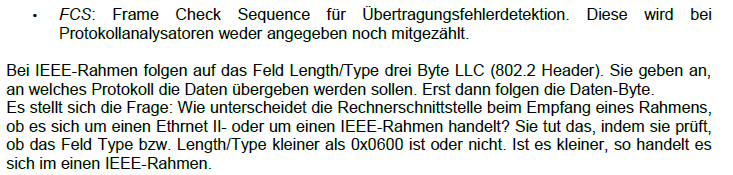 • FCS: Frame Check Sequence für Übertragungsfehlerdetektion. Diese wird bei
Protokollanalysatoren weder angegeben noch mitgezählt.
Bei IEEE-Rahmen folgen auf das Feld Length/Type drei Byte LLC (802.2 Header). Sie geben an,
an welches Protokoll die Daten übergeben werden sollen. Erst dann folgen die Daten-Byte.
Es stellt sich die Frage: Wie unterscheidet die Rechnerschnittstelle beim Empfang eines Rahmens,
ob es sich um einen Ethrnet II- oder um einen IEEE-Rahmen handelt? Sie tut das, indem sie prüft,
ob das Feld Type bzw. Length/Type kleiner als 0x0600 ist oder nicht. Ist es kleiner, so handelt es
sich im einen IEEE-Rahmen.